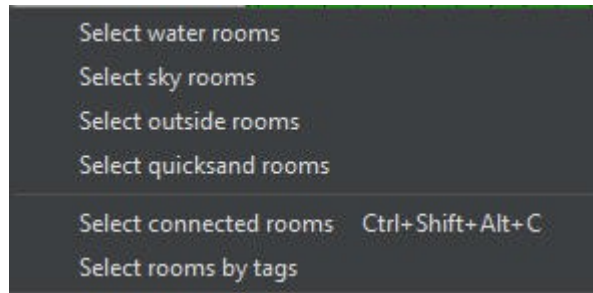 Select water rooms
Select sky rooms
Select outside rooms
Select quicksand rooms
Select connected rooms Ctrl+Shift+Alt+C
Select rooms by tags